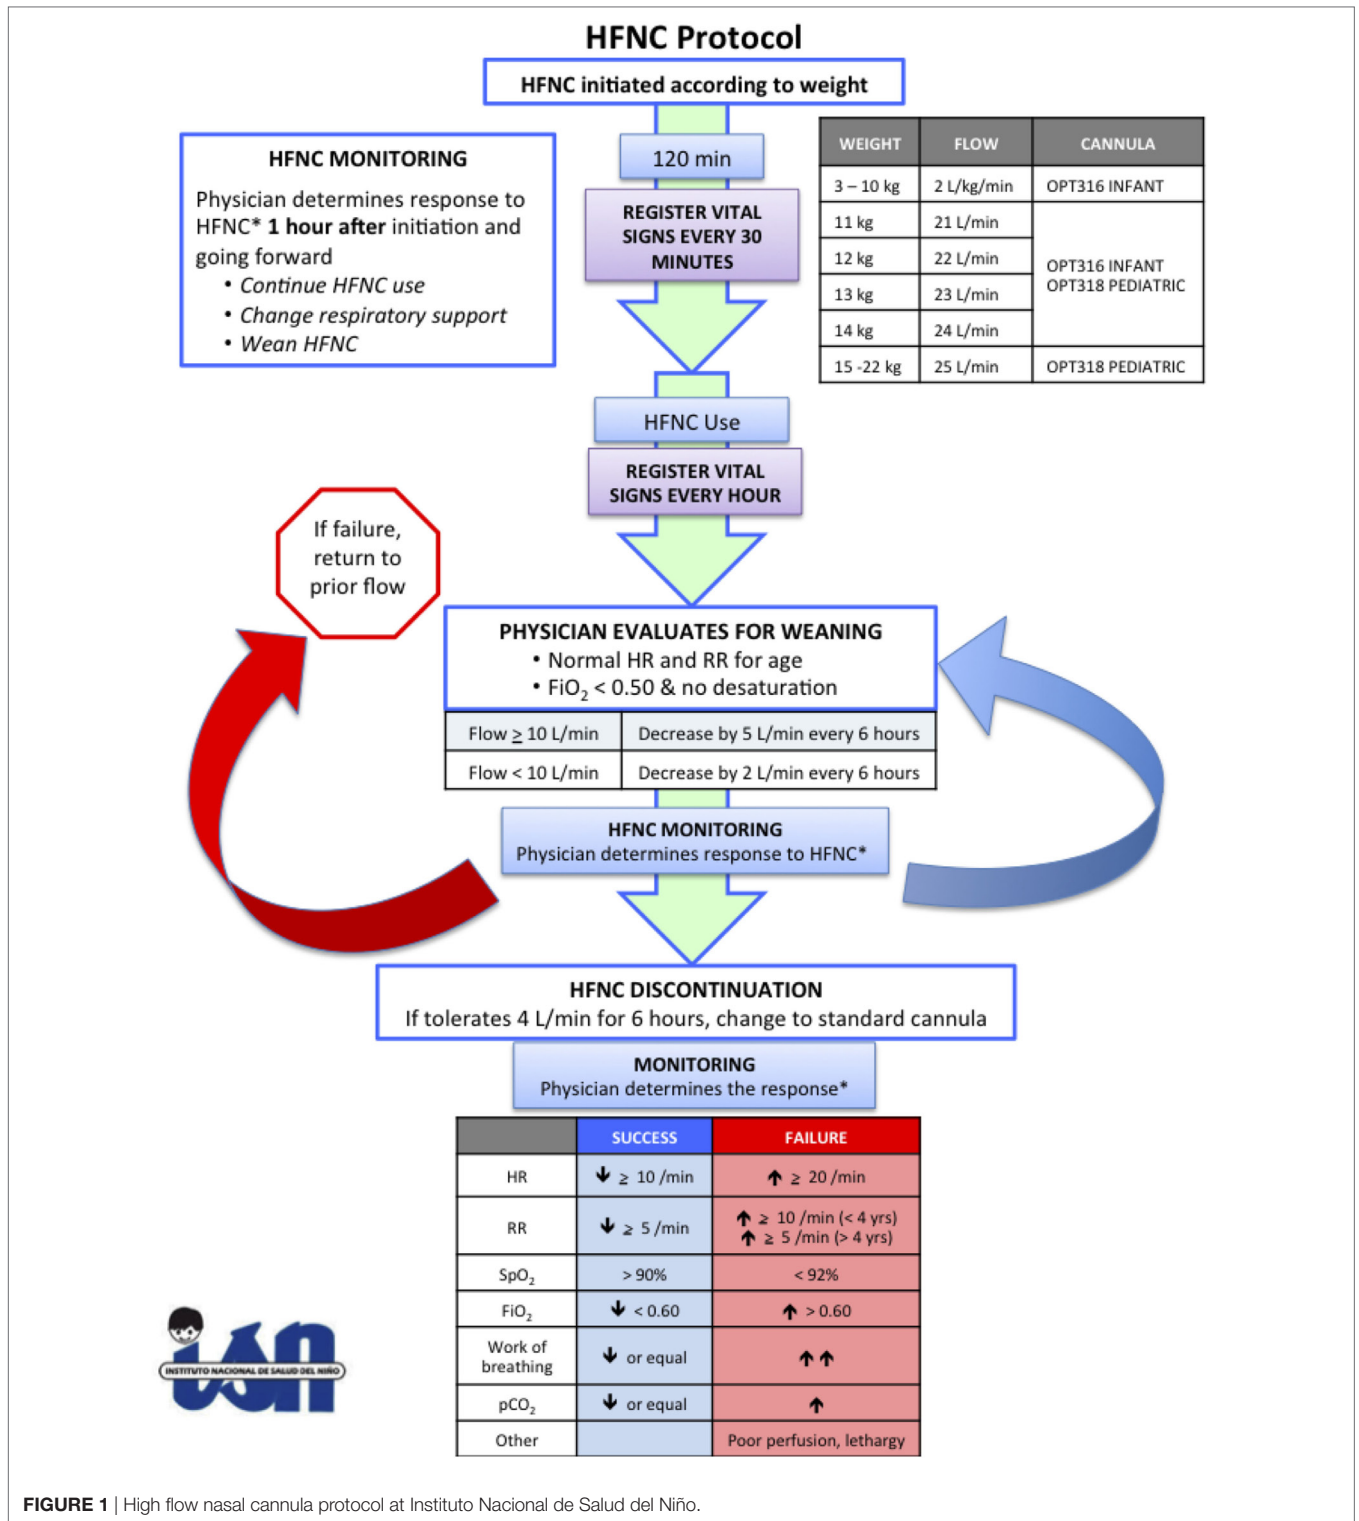 HFNC Protocol
HFNC initiated according to weight
HFNC MONITORING
Physician determines response to
HFNC* 1 hour after initiation and
going forward
• Continue HFNC use
• Change respiratory support
• Wean HFNC
120 min
REGISTER VITAL
SIGNS EVERY 30
MINUTES
WEIGHT FLOW CANNULA
3 – 10 kg 2 L/kg/min OPT316 INFANT
11 kg 21 L/min
12 kg 22 L/min
OPT316 INFANT
OPT318 PEDIATRIC
13 kg 23 L/min
14 kg 24 L/min
15 -22 kg 25 L/min OPT318 PEDIATRIC
HFNC Use
REGISTER VITAL
SIGNS EVERY HOUR
If failure,
return to
prior flow
PHYSICIAN EVALUATES FOR WEANING
• Normal HR and RR for age
• FiO₂ < 0.50 & no desaturation
Flow ≥ 10 L/min Decrease by 5 L/min every 6 hours
Flow < 10 L/min Decrease by 2 L/min every 6 hours
HFNC MONITORING
Physician determines response to HFNC*
HFNC DISCONTINUATION
If tolerates 4 L/min for 6 hours, change to standard cannula
MONITORING
Physician determines the response*
SUCCESS FAILURE
HR ↓ ≥ 10 /min ↑ ≥ 20 /min
RR ↓ ≥ 5 /min ↑ ≥ 10 /min (< 4 yrs)
↑ ≥ 5 /min (> 4 yrs)
SpO₂ > 90% < 92%
FiO₂ ↓ < 0.60 ↑ > 0.60
Work of
breathing ↓ or equal ↑↑
pCO₂ ↓ or equal ↑
Other Poor perfusion, lethargy
isn
INSTITUTO NACIONAL DE SALUD DEL NIÑO
FIGURE 1 | High flow nasal cannula protocol at Instituto Nacional de Salud del Niño.